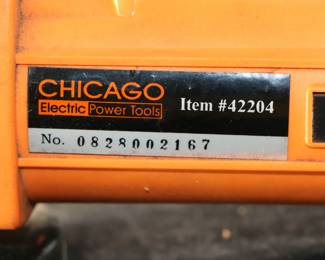 CHICAGO
Electric Power Tools
Item #42204
No. 0828002167